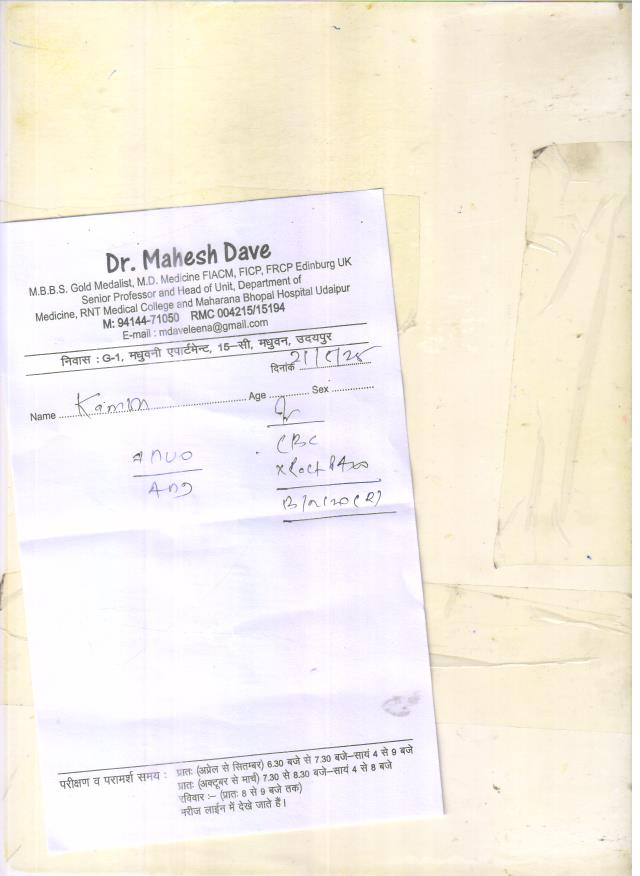 Dr. Mahesh Dave
M.B.B.S. Gold Medalist, M.D. Medicine FIACM, FICP, FRCP Edinburg UK
Senior Professor and Head of Unit, Department of
Medicine, RNT Medical College and Maharana Bhopal Hospital Udaipur
M: 94144-71050 RMC 004215/15194
E-mail : mdaveleena@gmail.com
निवास : G-1, मधुवनी एपार्टमेन्ट, 15-सी, मधुवन, उदयपुर
दिनांक
Name Age Sex
CBC
परीक्षण व परामर्श समय : प्रातः (अप्रेल से सितम्बर) 6.30 बजे से 7.30 बजे-सायं 4 से 9 बजे
प्रातः (अक्टूबर से मार्च) 7.30 से 8.30 बजे-सायं 4 से 8 बजे
रविवार :- (प्रातः 8 से 9 बजे तक)
मरीज लाईन में देखे जाते हैं।